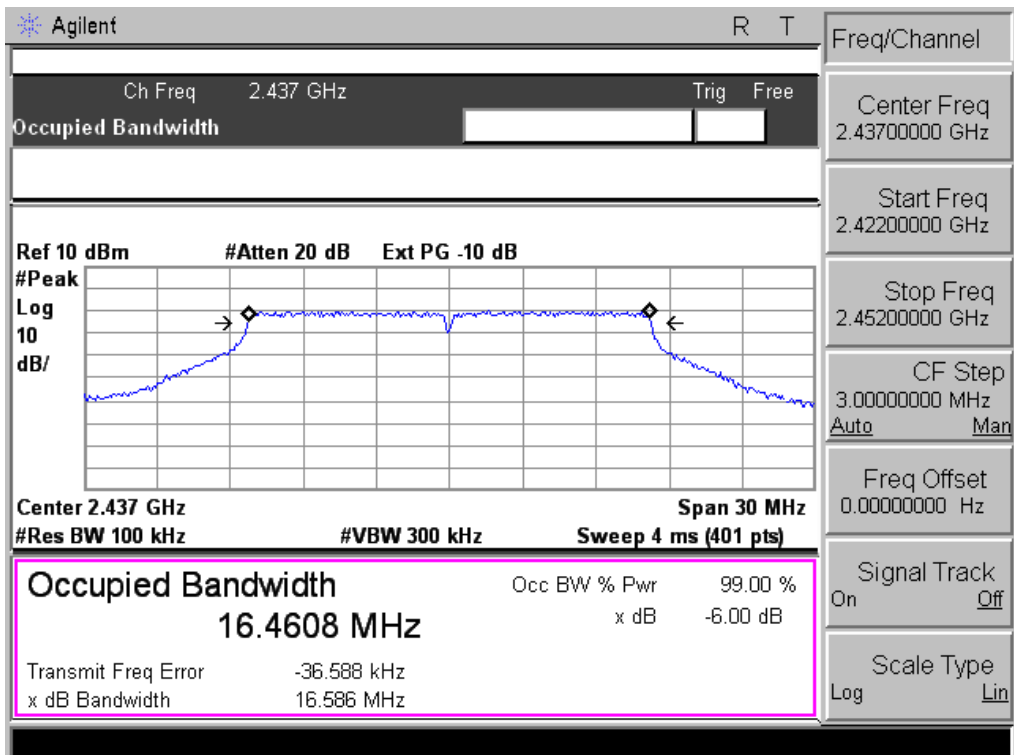 Agilent R T
Ch Freq 2.437 GHz Trig Free
Occupied Bandwidth
Ref 10 dBm #Atten 20 dB Ext PG -10 dB
#Peak
Log
10
dB/
Center 2.437 GHz Span 30 MHz
#Res BW 100 kHz #VBW 300 kHz Sweep 4 ms (401 pts)
Occupied Bandwidth Occ BW % Pwr 99.00 %
16.4608 MHz x dB -6.00 dB
Transmit Freq Error -36.588 kHz
x dB Bandwidth 16.586 MHz
Freq/Channel
Center Freq
2.43700000 GHz
Start Freq
2.42200000 GHz
Stop Freq
2.45200000 GHz
CF Step
3.00000000 MHz
Auto Man
Freq Offset
0.00000000 Hz
Signal Track
On Off
Scale Type
Log Lin